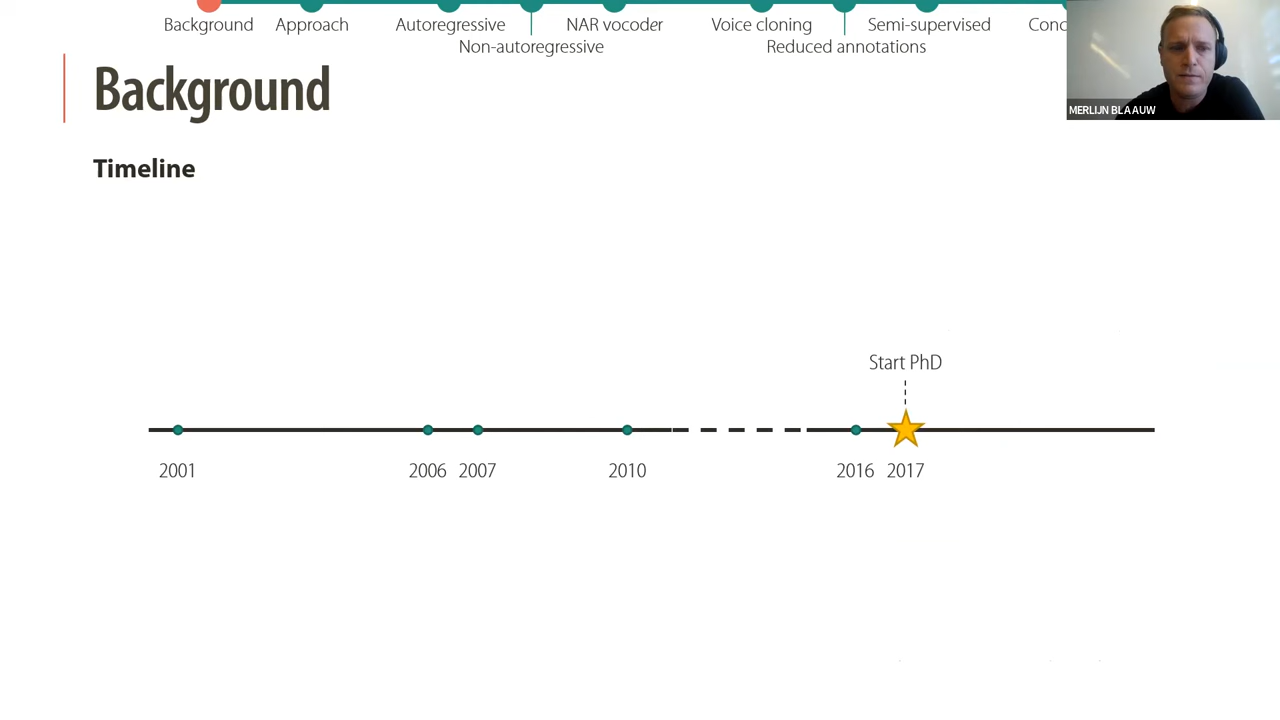 Background Approach Autoregressive NAR vocoder Voice cloning Semi-supervised Conc
Non-autoregressive Reduced annotations
MERLIJN BLAAUW
Background
Timeline
Start PhD
2001 2006 2007 2010 2016 2017